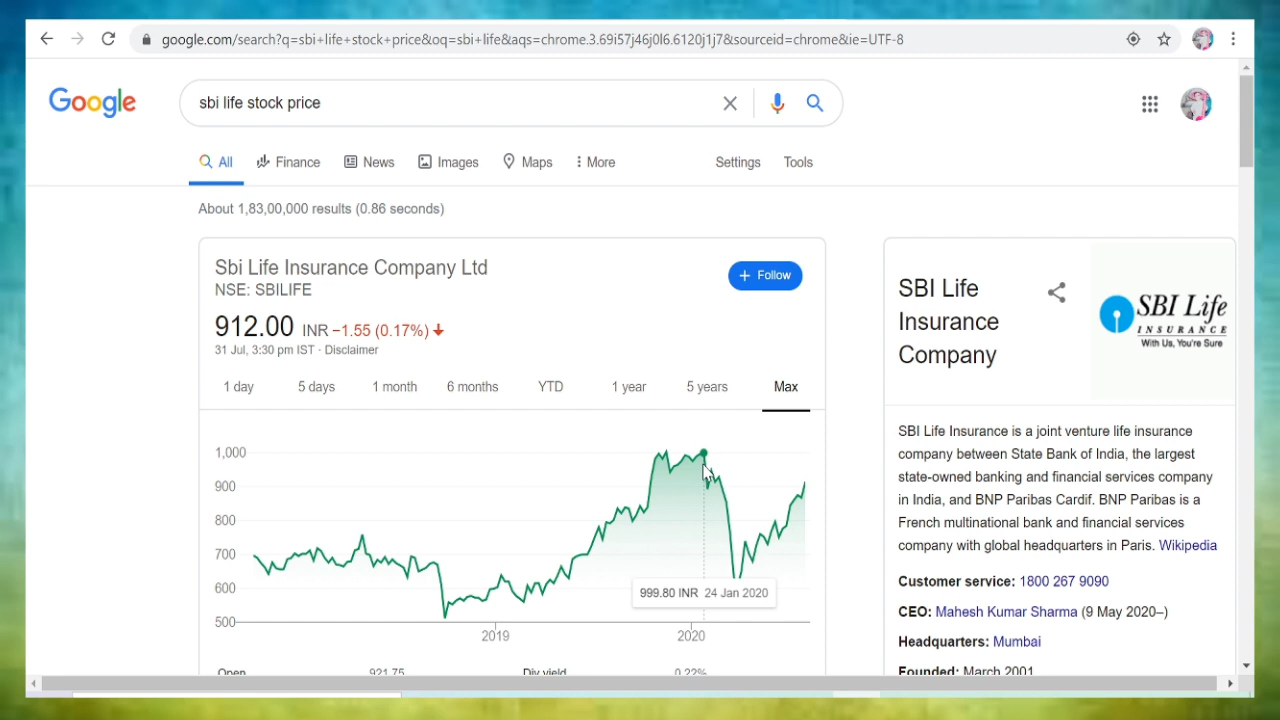 google.com/search?q=sbi+life+stock+price&oq=sbi+life&aqs=chrome.3.69i57j46j0l6.6120j1j7&sourceid=chrome&ie=UTF-8
Google
sbi life stock price
All Finance News Images Maps More Settings Tools
About 1,83,00,000 results (0.86 seconds)
Sbi Life Insurance Company Ltd
NSE: SBILIFE
+ Follow
912.00 INR −1.55 (0.17%)
31 Jul, 3:30 pm IST · Disclaimer
1 day 5 days 1 month 6 months YTD 1 year 5 years Max
1,000
900
800
700
600
500
999.80 INR 24 Jan 2020
2019 2020
Open 921.75 Div yield 0.22%
SBI Life
Insurance
Company
SBI Life
INSURANCE
With Us, You're Sure
SBI Life Insurance is a joint venture life insurance
company between State Bank of India, the largest
state-owned banking and financial services company
in India, and BNP Paribas Cardif. BNP Paribas is a
French multinational bank and financial services
company with global headquarters in Paris. Wikipedia
Customer service: 1800 267 9090
CEO: Mahesh Kumar Sharma (9 May 2020–)
Headquarters: Mumbai
Founded: March 2001